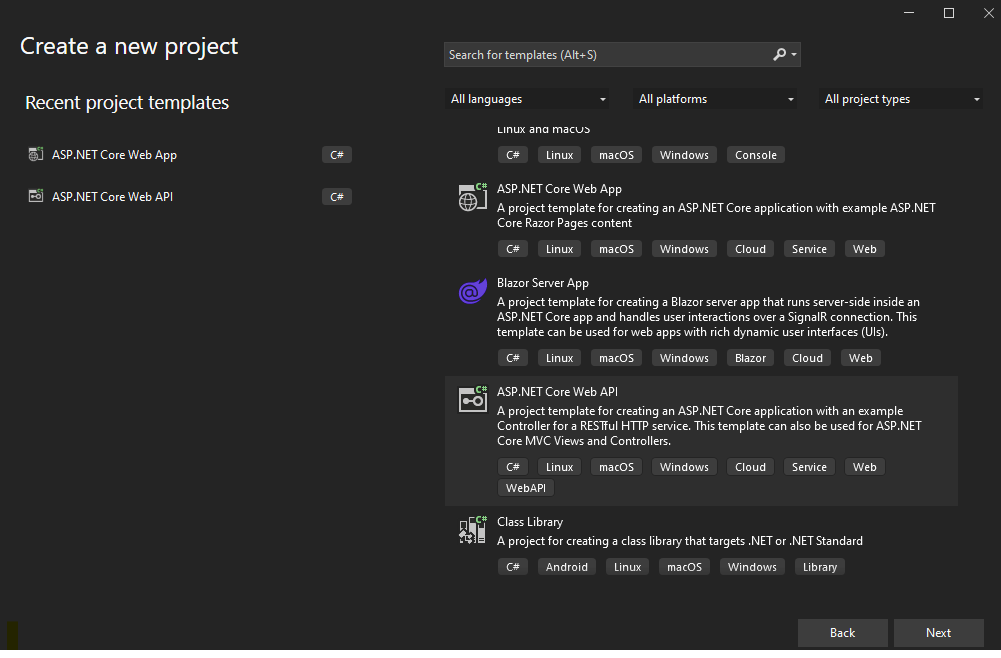 Create a new project
Search for templates (Alt+S)
Recent project templates
All languages
All platforms
All project types
ASP.NET Core Web App
C#
ASP.NET Core Web API
C#
Linux and macOS
C# Linux macOS Windows Console
C#
ASP.NET Core Web App
A project template for creating an ASP.NET Core application with example ASP.NET
Core Razor Pages content
C# Linux macOS Windows Cloud Service Web
Blazor Server App
A project template for creating a Blazor server app that runs server-side inside an
ASP.NET Core app and handles user interactions over a SignalR connection. This
template can be used for web apps with rich dynamic user interfaces (UIs).
C# Linux macOS Windows Blazor Cloud Web
C#
ASP.NET Core Web API
A project template for creating an ASP.NET Core application with an example
Controller for a RESTful HTTP service. This template can also be used for ASP.NET
Core MVC Views and Controllers.
C# Linux macOS Windows Cloud Service Web
WebAPI
C#
Class Library
A project for creating a class library that targets .NET or .NET Standard
C# Android Linux macOS Windows Library
Back
Next